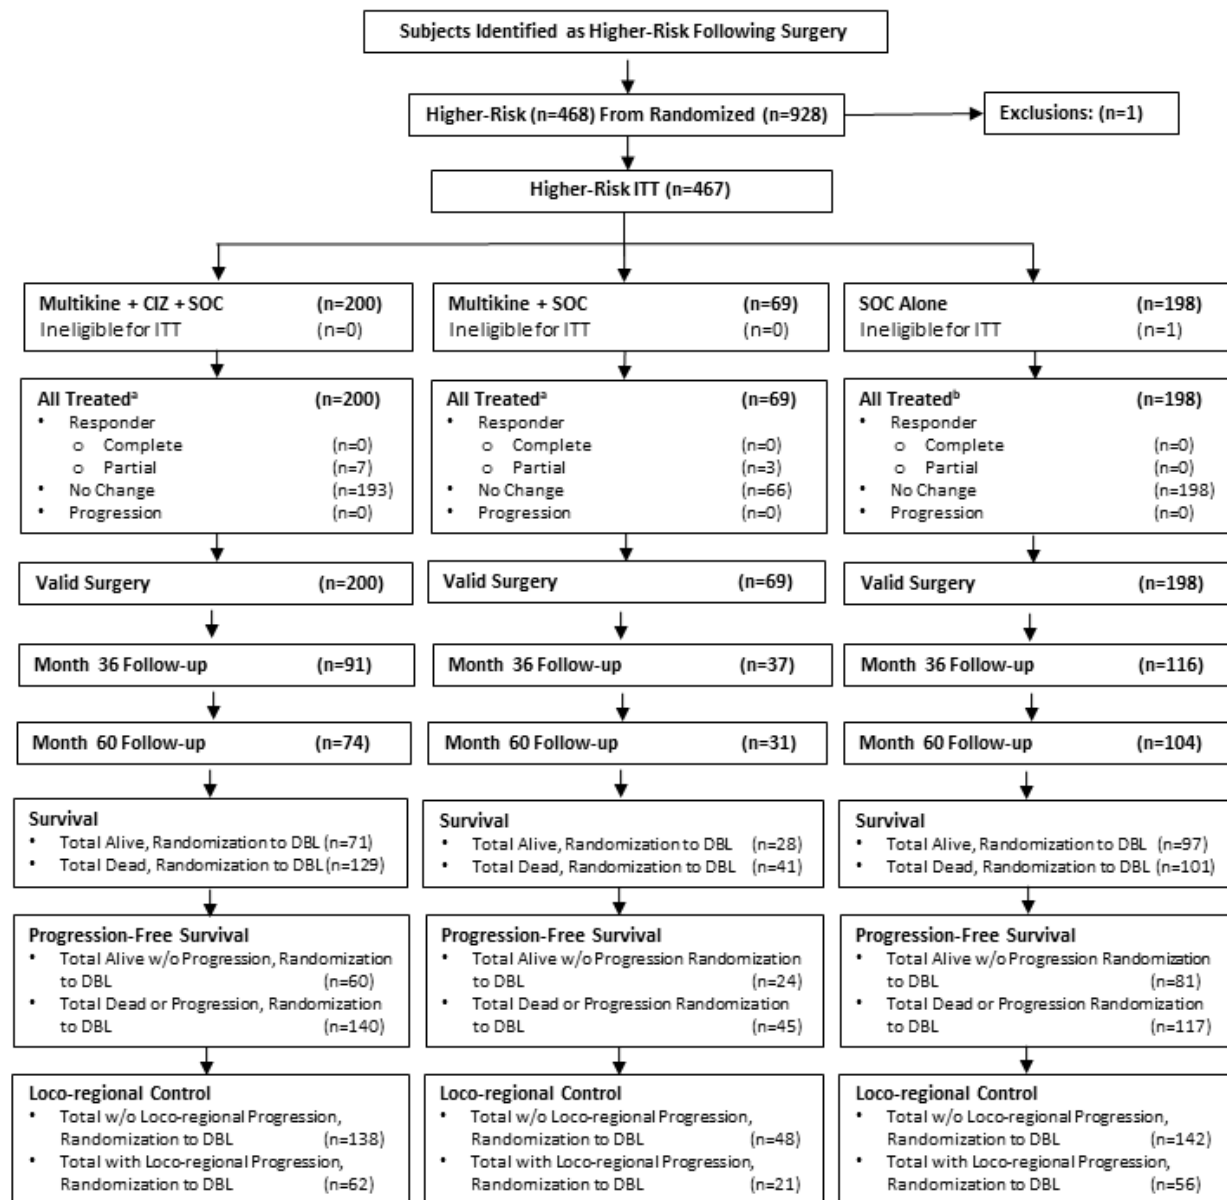 Subjects Identified as Higher-Risk Following Surgery
Higher-Risk (n=468) From Randomized (n=928)
Exclusions: (n=1)
Higher-Risk ITT (n=467)
Multikine + CIZ + SOC (n=200)
Ineligible for ITT (n=0)
Multikine + SOC (n=69)
Ineligible for ITT (n=0)
SOC Alone (n=198)
Ineligible for ITT (n=1)
All Treatedᵃ (n=200)
• Responder
o Complete (n=0)
o Partial (n=7)
• No Change (n=193)
• Progression (n=0)
All Treatedᵃ (n=69)
• Responder
o Complete (n=0)
o Partial (n=3)
• No Change (n=66)
• Progression (n=0)
All Treatedᵇ (n=198)
• Responder
o Complete (n=0)
o Partial (n=0)
• No Change (n=198)
• Progression (n=0)
Valid Surgery (n=200)
Valid Surgery (n=69)
Valid Surgery (n=198)
Month 36 Follow-up (n=91)
Month 36 Follow-up (n=37)
Month 36 Follow-up (n=116)
Month 60 Follow-up (n=74)
Month 60 Follow-up (n=31)
Month 60 Follow-up (n=104)
Survival
• Total Alive, Randomization to DBL (n=71)
• Total Dead, Randomization to DBL (n=129)
Survival
• Total Alive, Randomization to DBL (n=28)
• Total Dead, Randomization to DBL (n=41)
Survival
• Total Alive, Randomization to DBL (n=97)
• Total Dead, Randomization to DBL (n=101)
Progression-Free Survival
• Total Alive w/o Progression, Randomization
to DBL (n=60)
• Total Dead or Progression, Randomization
to DBL (n=140)
Progression-Free Survival
• Total Alive w/o Progression Randomization
to DBL (n=24)
• Total Dead or Progression Randomization
to DBL (n=45)
Progression-Free Survival
• Total Alive w/o Progression Randomization
to DBL (n=81)
• Total Dead or Progression Randomization
to DBL (n=117)
Loco-regional Control
• Total w/o Loco-regional Progression,
Randomization to DBL (n=138)
• Total with Loco-regional Progression,
Randomization to DBL (n=62)
Loco-regional Control
• Total w/o Loco-regional Progression,
Randomization to DBL (n=48)
• Total with Loco-regional Progression,
Randomization to DBL (n=21)
Loco-regional Control
• Total w/o Loco-regional Progression,
Randomization to DBL (n=142)
• Total with Loco-regional Progression,
Randomization to DBL (n=56)